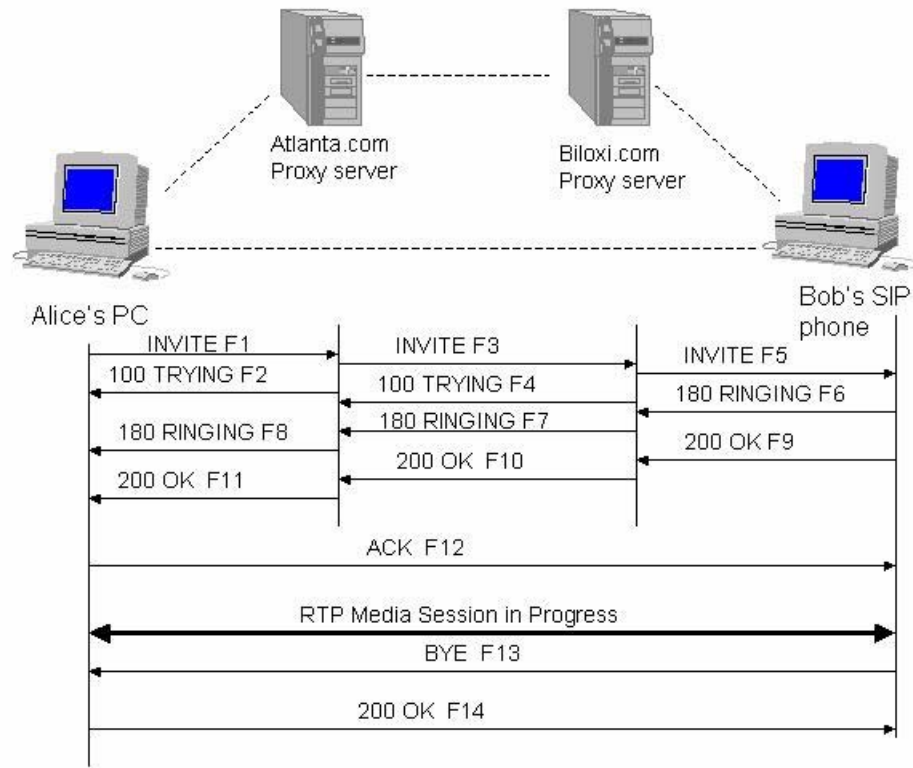 Atlanta.com
Proxy server
Biloxi.com
Proxy server
Alice's PC
Bob's SIP
phone
INVITE F1
INVITE F3
INVITE F5
100 TRYING F2
100 TRYING F4
180 RINGING F6
180 RINGING F7
180 RINGING F8
200 OK F9
200 OK F10
200 OK F11
ACK F12
RTP Media Session in Progress
BYE F13
200 OK F14